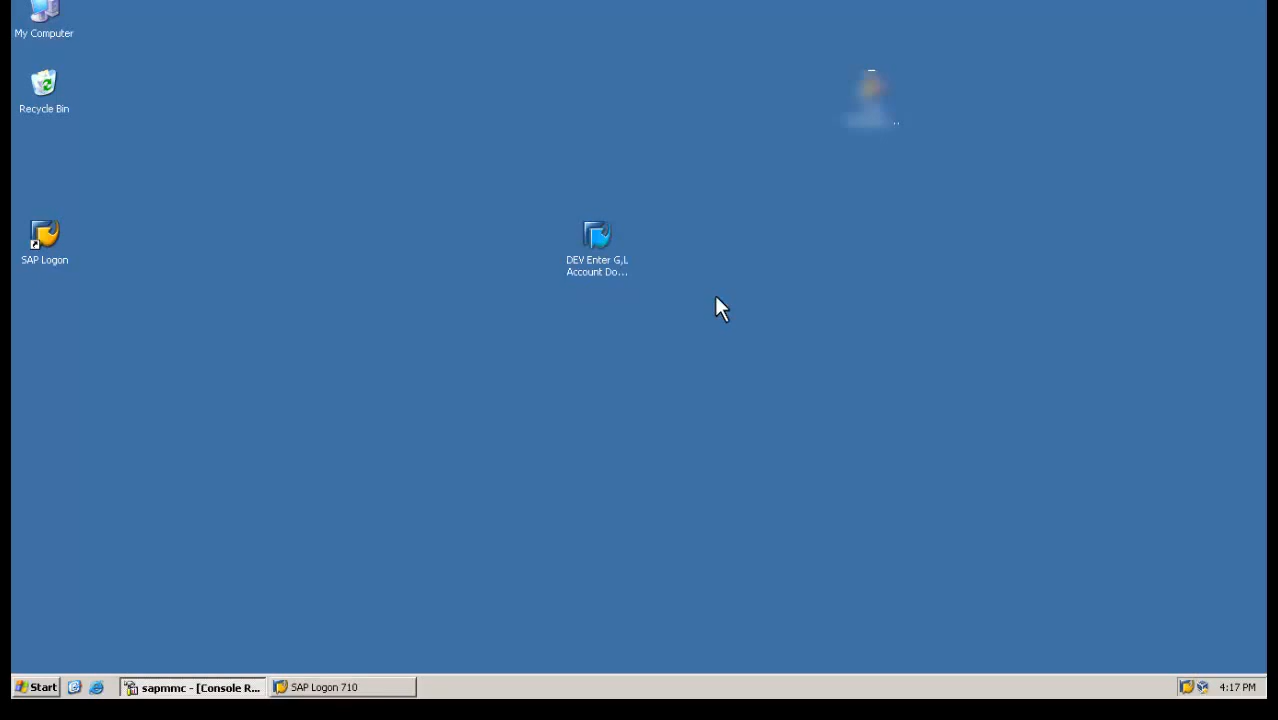 My Computer
Recycle Bin
SAP Logon
DEV Enter G,L
Account Do...
Start
sapmmc - [Console R...
SAP Logon 710
4:17 PM